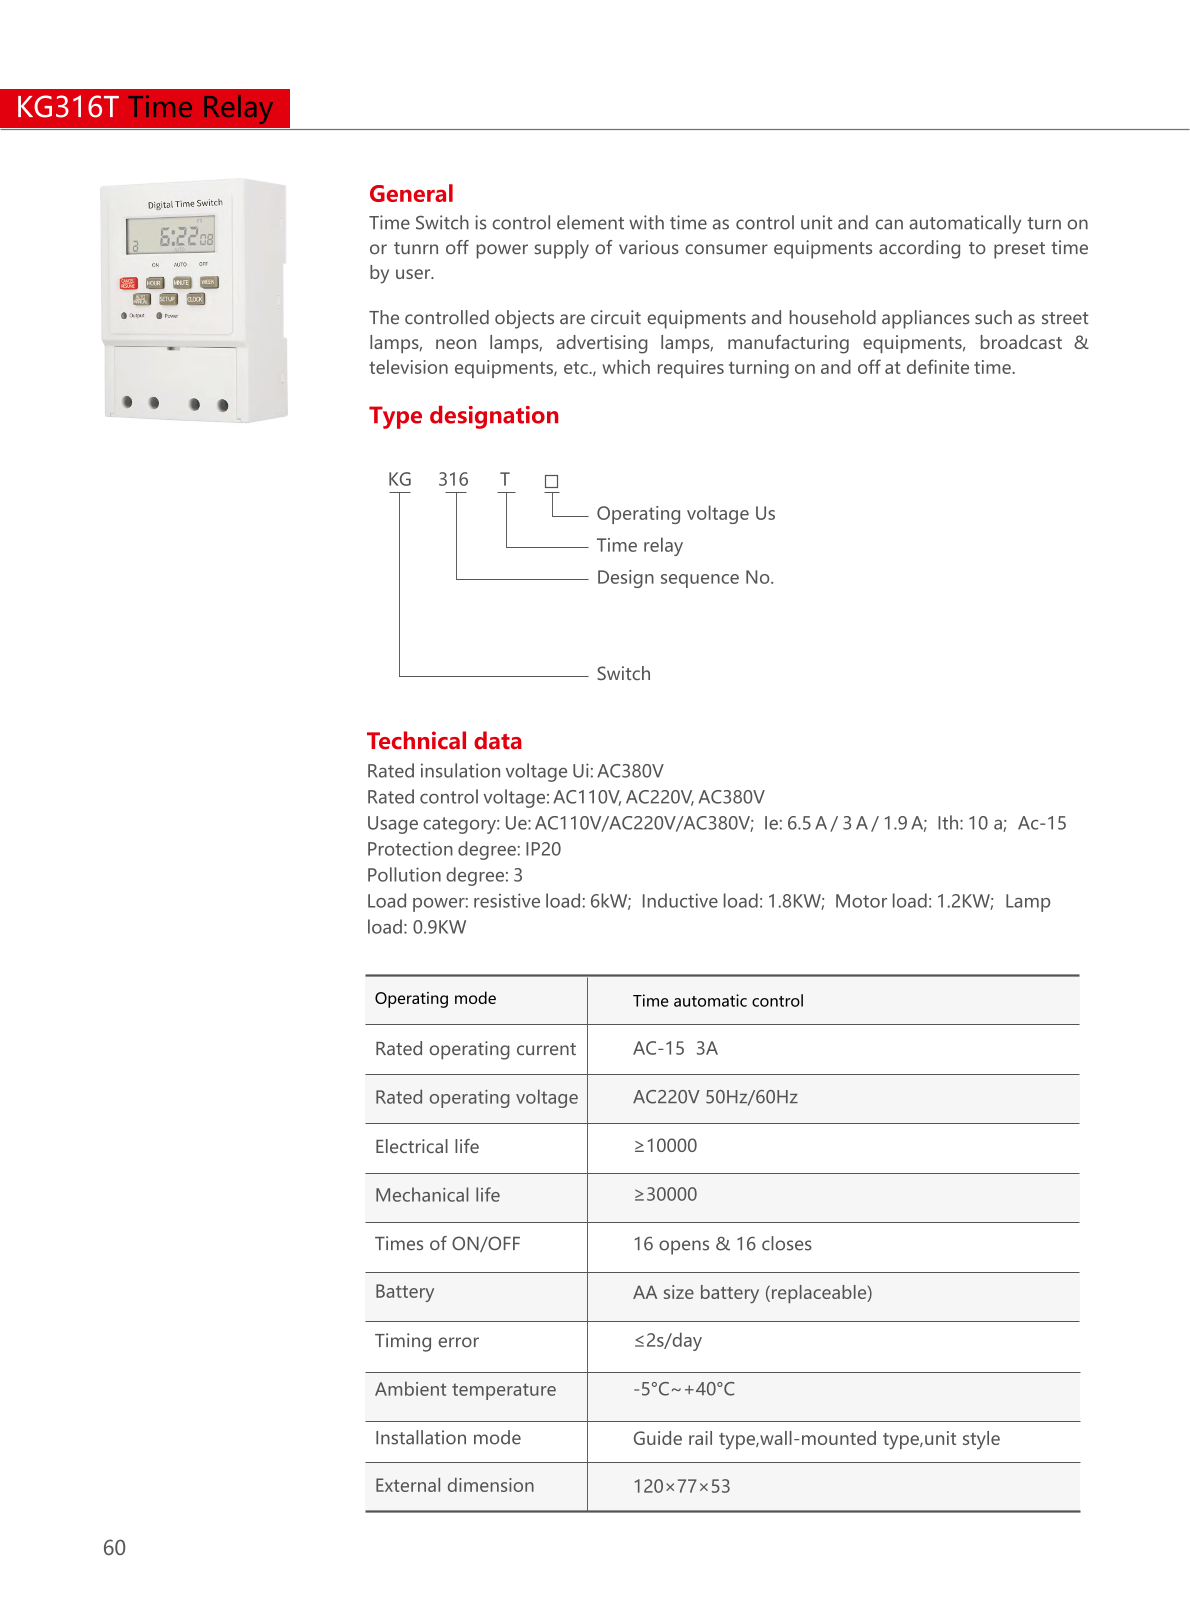 KG316T Time Relay
Digital Time Switch
6:22 08
2
ON AUTO OFF
HOUR MINUTE WEEK
SETUP CLOCK
Output Power
General
Time Switch is control element with time as control unit and can automatically turn on
or tunrn off power supply of various consumer equipments according to preset time
by user.
The controlled objects are circuit equipments and household appliances such as street
lamps, neon lamps, advertising lamps, manufacturing equipments, broadcast &
television equipments, etc., which requires turning on and off at definite time.
Type designation
KG 316 T □
Operating voltage Us
Time relay
Design sequence No.
Switch
Technical data
Rated insulation voltage Ui: AC380V
Rated control voltage: AC110V, AC220V, AC380V
Usage category: Ue: AC110V/AC220V/AC380V; Ie: 6.5 A / 3 A / 1.9 A; Ith: 10 a; Ac-15
Protection degree: IP20
Pollution degree: 3
Load power: resistive load: 6kW; Inductive load: 1.8KW; Motor load: 1.2KW; Lamp
load: 0.9KW
Operating mode Time automatic control
Rated operating current AC-15 3A
Rated operating voltage AC220V 50Hz/60Hz
Electrical life ≥10000
Mechanical life ≥30000
Times of ON/OFF 16 opens & 16 closes
Battery AA size battery (replaceable)
Timing error ≤2s/day
Ambient temperature -5°C~+40°C
Installation mode Guide rail type,wall-mounted type,unit style
External dimension 120×77×53
60